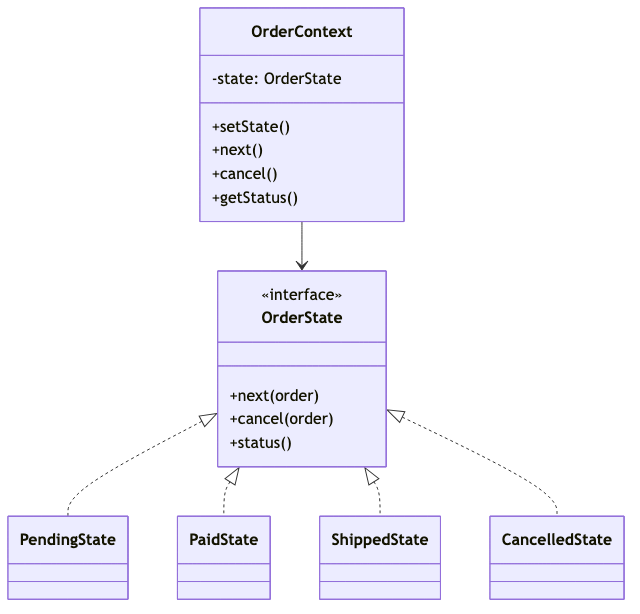 OrderContext
-state: OrderState
+setState()
+next()
+cancel()
+getStatus()
«interface»
OrderState
+next(order)
+cancel(order)
+status()
PendingState
PaidState
ShippedState
CancelledState